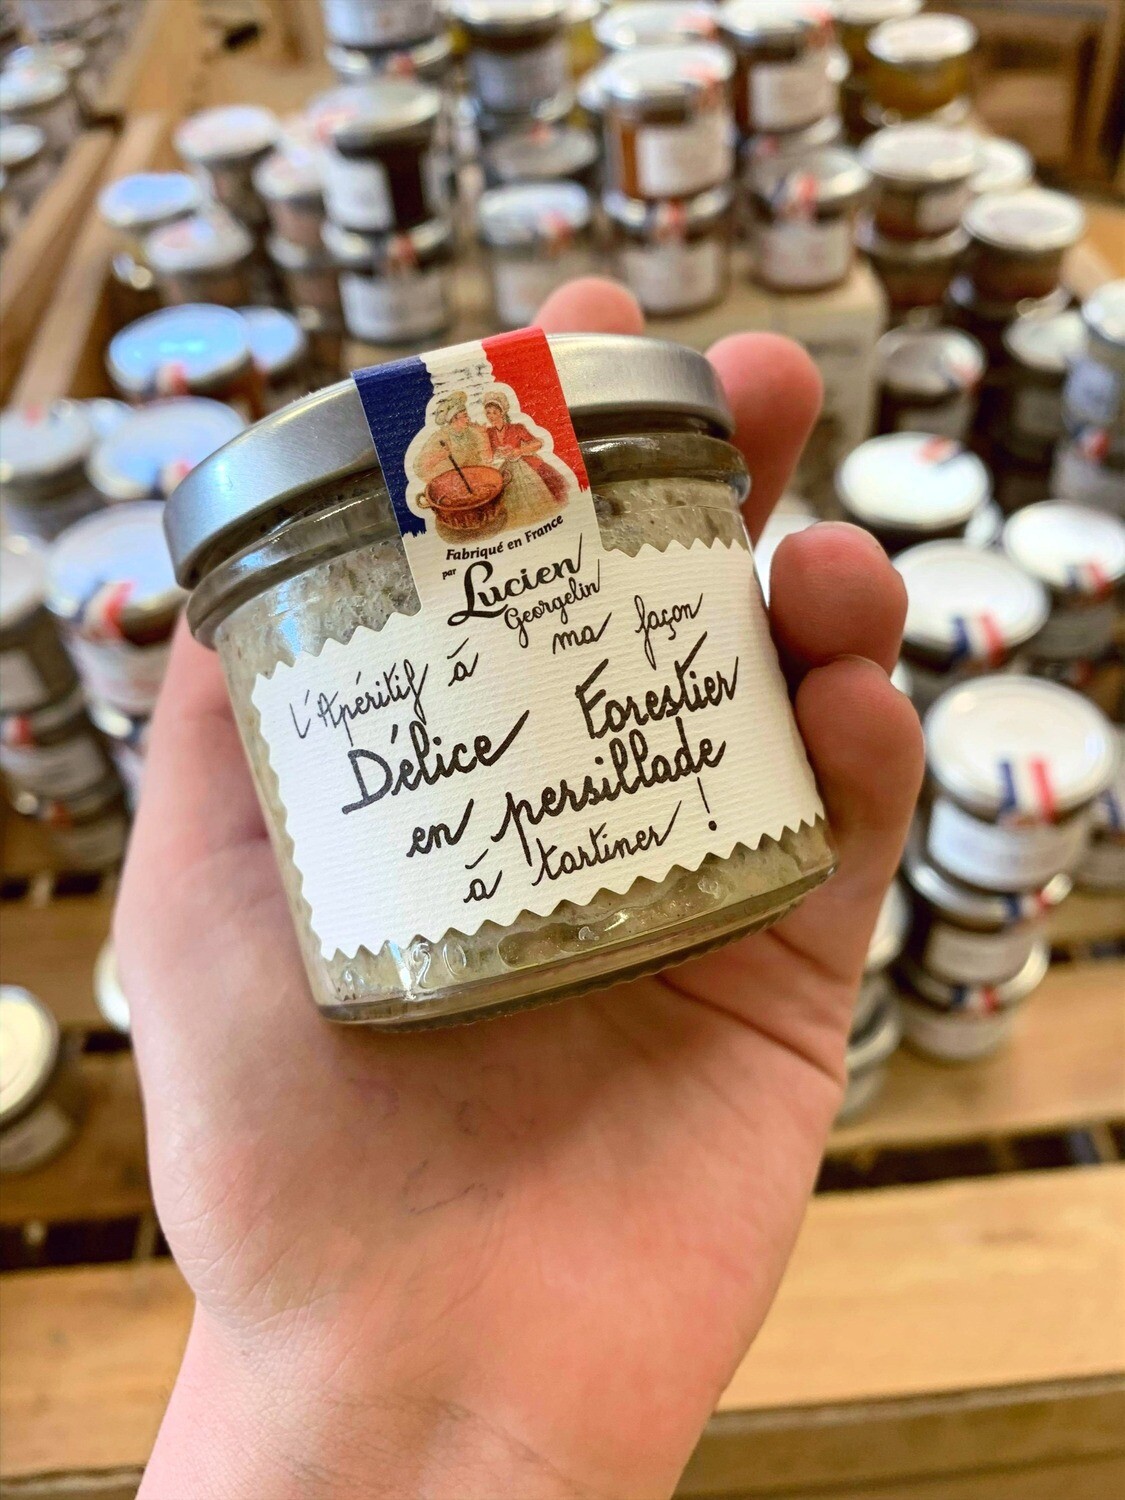 Fabriqué en France
par
Lucien
Georgelin
L'Apéritif à ma façon
Délice Forestier
en persillade
à tartiner !